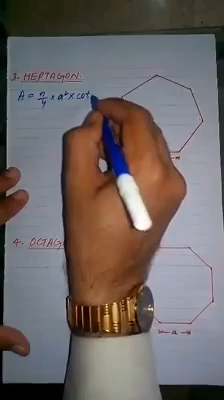 3- HEPTAGON:
A = n/4 × a² × cot
4- OCTAG
a